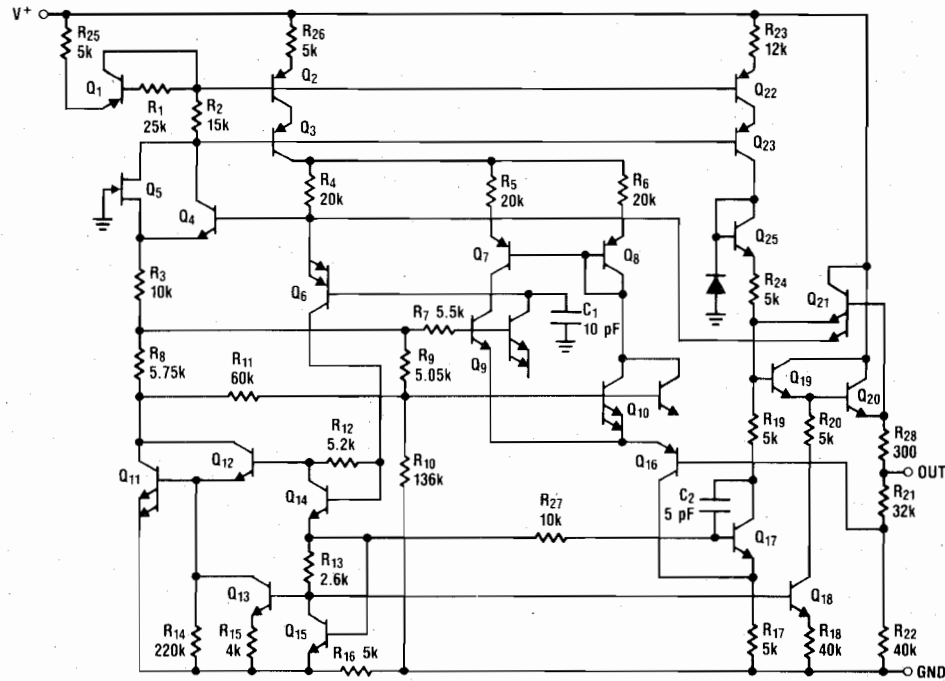 V+
R25
5k
R26
5k
R23
12k
Q1
R1
25k
R2
15k
Q2
Q22
Q3
Q23
Q5
Q4
R4
20k
R5
20k
R6
20k
Q25
R3
10k
Q6
Q7
Q8
R24
5k
Q21
R7 5.5k
C1
10 pF
R8
5.75k
R11
60k
R9
5.05k
Q9
Q19
Q20
Q10
R19
5k
R20
5k
R28
300
Q11
Q12
R12
5.2k
R10
136k
Q16
OUT
Q14
R27
10k
C2
5 pF
Q17
R21
32k
R13
2.6k
Q13
Q15
Q18
R14
220k
R15
4k
R16 5k
R17
5k
R18
40k
R22
40k
GND